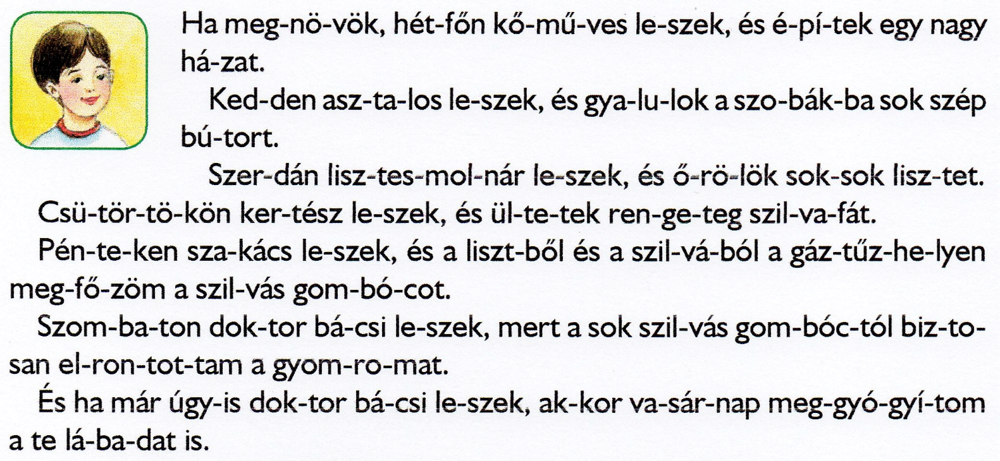 Ha meg-nö-vök, hét-főn kő-mű-ves le-szek, és é-pí-tek egy nagy
há-zat.
Ked-den asz-ta-los le-szek, és gya-lu-lok a szo-bák-ba sok szép
bú-tort.
Szer-dán lisz-tes-mol-nár le-szek, és ő-rö-lök sok-sok lisz-tet.
Csü-tör-tö-kön ker-tész le-szek, és ül-te-tek ren-ge-teg szil-va-fát.
Pén-te-ken sza-kács le-szek, és a liszt-ből és a szil-vá-ból a gáz-tűz-he-lyen
meg-fő-zöm a szil-vás gom-bó-cot.
Szom-ba-ton dok-tor bá-csi le-szek, mert a sok szil-vás gom-bóc-tól biz-to-
san el-ron-tot-tam a gyom-ro-mat.
És ha már úgy-is dok-tor bá-csi le-szek, ak-kor va-sár-nap meg-gyó-gyí-tom
a te lá-ba-dat is.